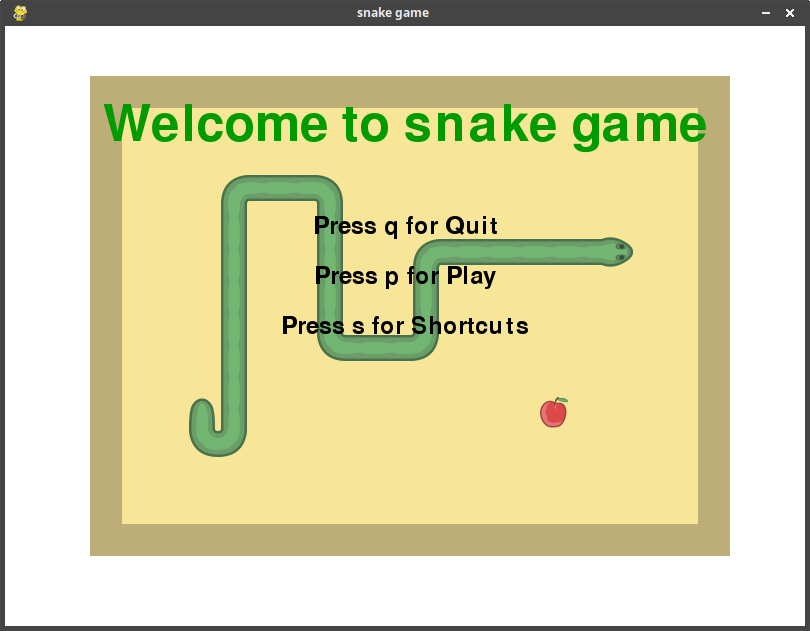 snake game
Welcome to snake game
Press q for Quit
Press p for Play
Press s for Shortcuts